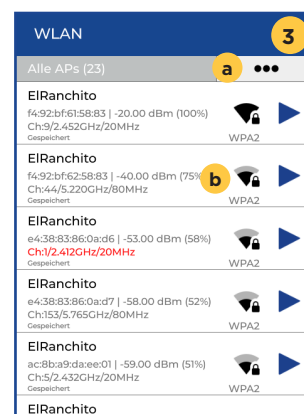 WLAN
3
Alle APs (23)
a
•••
ElRanchito
f4:92:bf:61:58:83 | -20.00 dBm (100%)
Ch:9/2.452GHz/20MHz
Gespeichert
WPA2
ElRanchito
f4:92:bf:62:58:83 | -40.00 dBm (75%
b
Ch:44/5.220GHz/80MHz
Gespeichert
WPA2
ElRanchito
e4:38:83:86:0a:d6 | -53.00 dBm (58%)
Ch:1/2.412GHz/20MHz
Gespeichert
WPA2
ElRanchito
e4:38:83:86:0a:d7 | -58.00 dBm (52%)
Ch:153/5.765GHz/80MHz
Gespeichert
WPA2
ElRanchito
ac:8b:a9:da:ee:01 | -59.00 dBm (51%)
Ch:5/2.432GHz/20MHz
Gespeichert
WPA2
ElRanchito